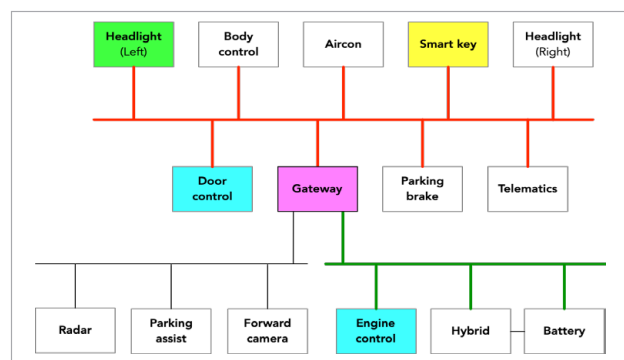 Headlight
(Left)
Body
control
Aircon
Smart key
Headlight
(Right)
Door
control
Gateway
Parking
brake
Telematics
Radar
Parking
assist
Forward
camera
Engine
control
Hybrid
Battery